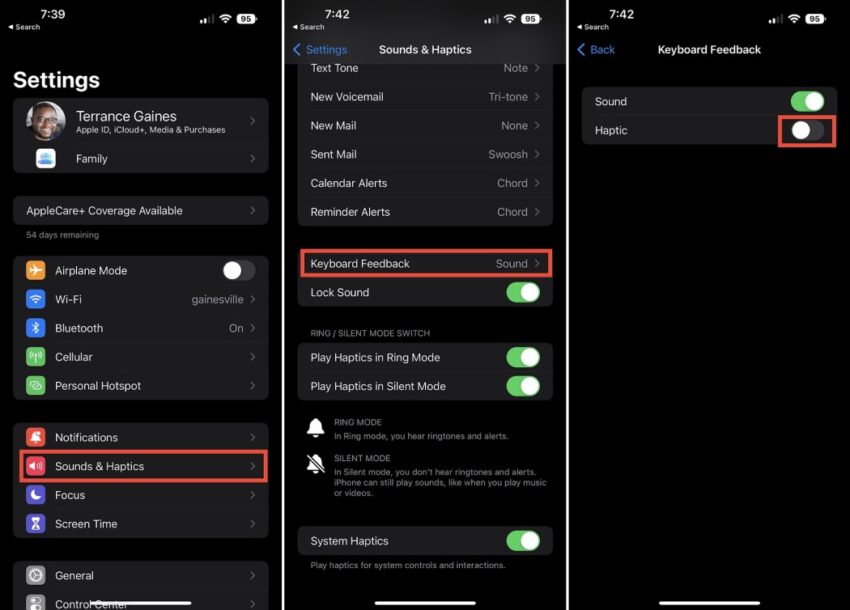 7:39
95
Search
Settings
Terrance Gaines
Apple ID, iCloud+, Media & Purchases
Family
AppleCare+ Coverage Available
54 days remaining
Airplane Mode
Wi-Fi gainesville
Bluetooth On
Cellular
Personal Hotspot
Notifications
Sounds & Haptics
Focus
Screen Time
General
Control Center
7:42
95
Search
Settings Sounds & Haptics
Text Tone Note
New Voicemail Tri-tone
New Mail None
Sent Mail Swoosh
Calendar Alerts Chord
Reminder Alerts Chord
Keyboard Feedback Sound
Lock Sound
RING / SILENT MODE SWITCH
Play Haptics in Ring Mode
Play Haptics in Silent Mode
RING MODE
In Ring mode, you hear ringtones and alerts.
SILENT MODE
In Silent mode, you don't hear ringtones and alerts.
iPhone can still play sounds, like when you play music
or videos.
System Haptics
Play haptics for system controls and interactions.
7:42
95
Search
Back Keyboard Feedback
Sound
Haptic